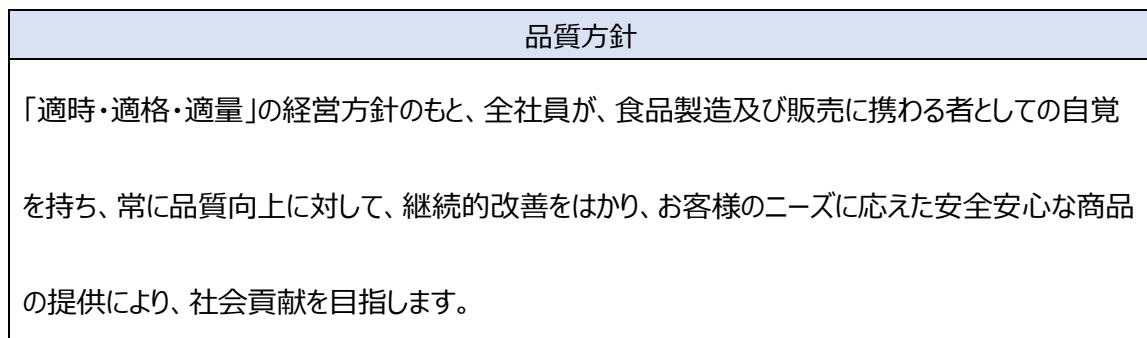 品質方針
「適時・適格・適量」の経営方針のもと、全社員が、食品製造及び販売に携わる者としての自覚
を持ち、常に品質向上に対して、継続的改善をはかり、お客様のニーズに応えた安全安心な商品
の提供により、社会貢献を目指します。